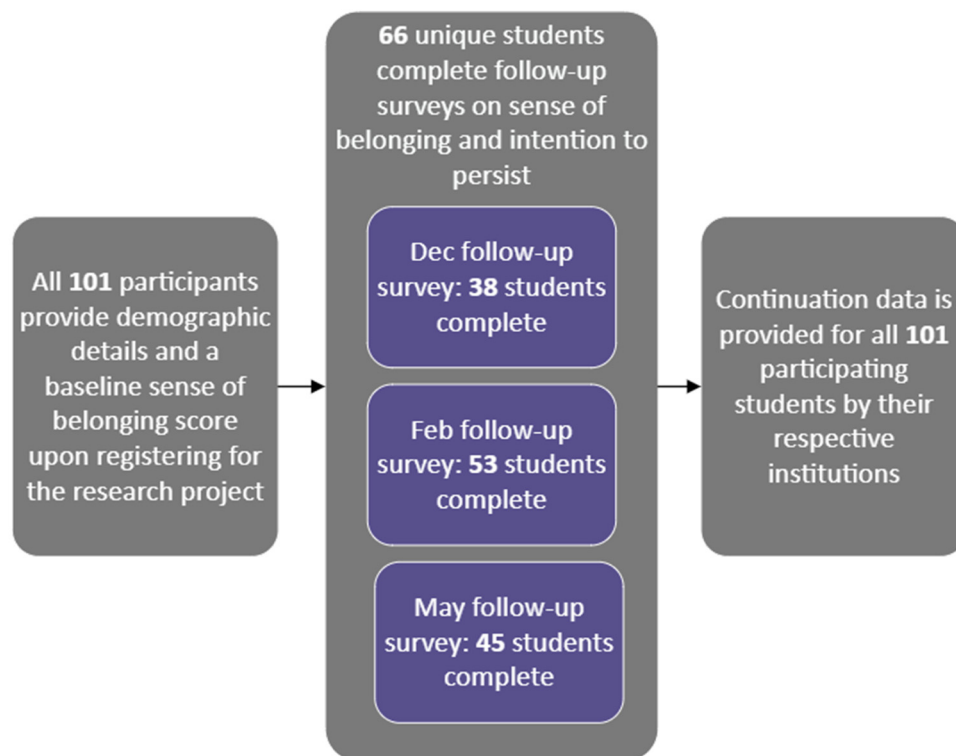 All 101 participants
provide demographic
details and a
baseline sense of
belonging score
upon registering for
the research project
66 unique students
complete follow-up
surveys on sense of
belonging and intention to
persist
Dec follow-up
survey: 38 students
complete
Feb follow-up
survey: 53 students
complete
May follow-up
survey: 45 students
complete
Continuation data is
provided for all 101
participating
students by their
respective
institutions